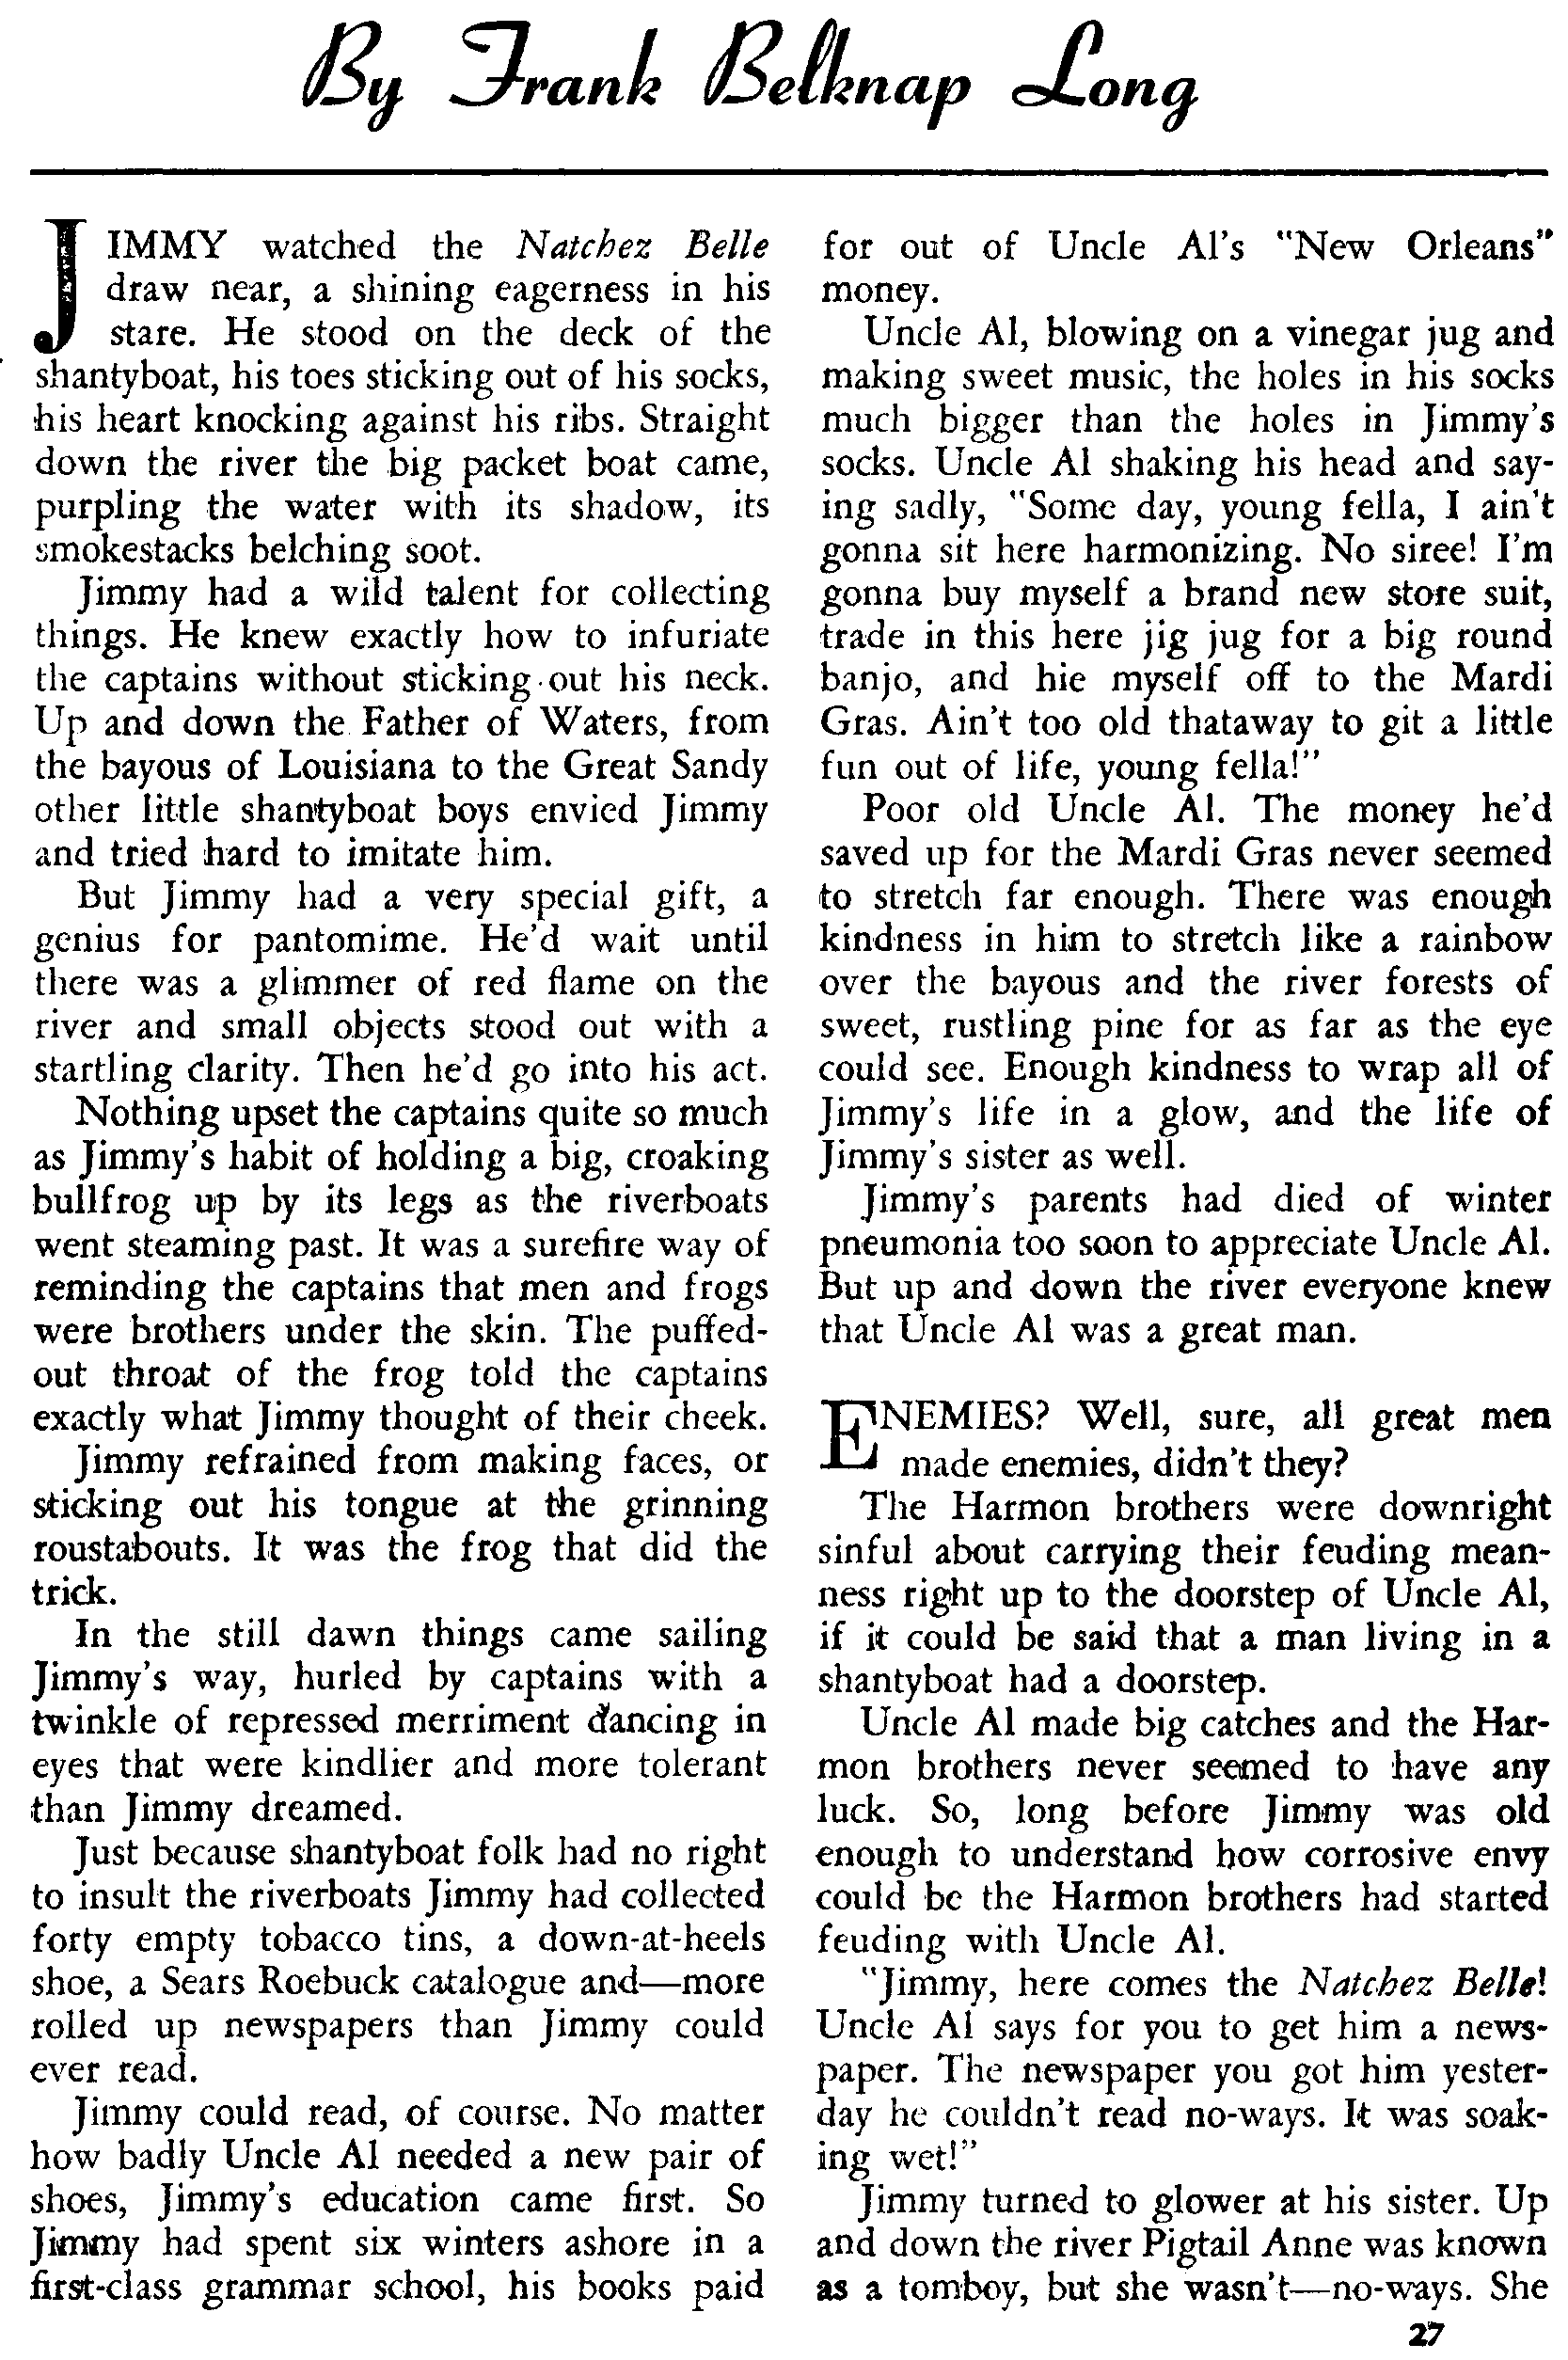 By Frank Belknap Long
JIMMY watched the Natchez Belle
draw near, a shining eagerness in his
stare. He stood on the deck of the
shantyboat, his toes sticking out of his socks,
his heart knocking against his ribs. Straight
down the river the big packet boat came,
purpling the water with its shadow, its
smokestacks belching soot.
Jimmy had a wild talent for collecting
things. He knew exactly how to infuriate
the captains without sticking out his neck.
Up and down the Father of Waters, from
the bayous of Louisiana to the Great Sandy
other little shantyboat boys envied Jimmy
and tried hard to imitate him.
But Jimmy had a very special gift, a
genius for pantomime. He'd wait until
there was a glimmer of red flame on the
river and small objects stood out with a
startling clarity. Then he'd go into his act.
Nothing upset the captains quite so much
as Jimmy's habit of holding a big, croaking
bullfrog up by its legs as the riverboats
went steaming past. It was a surefire way of
reminding the captains that men and frogs
were brothers under the skin. The puffed-
out throat of the frog told the captains
exactly what Jimmy thought of their cheek.
Jimmy refrained from making faces, or
sticking out his tongue at the grinning
roustabouts. It was the frog that did the
trick.
In the still dawn things came sailing
Jimmy's way, hurled by captains with a
twinkle of repressed merriment dancing in
eyes that were kindlier and more tolerant
than Jimmy dreamed.
Just because shantyboat folk had no right
to insult the riverboats Jimmy had collected
forty empty tobacco tins, a down-at-heels
shoe, a Sears Roebuck catalogue and—more
rolled up newspapers than Jimmy could
ever read.
Jimmy could read, of course. No matter
how badly Uncle Al needed a new pair of
shoes, Jimmy's education came first. So
Jimmy had spent six winters ashore in a
first-class grammar school, his books paid
for out of Uncle Al's "New Orleans"
money.
Uncle Al, blowing on a vinegar jug and
making sweet music, the holes in his socks
much bigger than the holes in Jimmy's
socks. Uncle Al shaking his head and say-
ing sadly, "Some day, young fella, I ain't
gonna sit here harmonizing. No siree! I'm
gonna buy myself a brand new store suit,
trade in this here jig jug for a big round
banjo, and hie myself off to the Mardi
Gras. Ain't too old thataway to git a little
fun out of life, young fella!"
Poor old Uncle Al. The money he'd
saved up for the Mardi Gras never seemed
to stretch far enough. There was enough
kindness in him to stretch like a rainbow
over the bayous and the river forests of
sweet, rustling pine for as far as the eye
could see. Enough kindness to wrap all of
Jimmy's life in a glow, and the life of
Jimmy's sister as well.
Jimmy's parents had died of winter
pneumonia too soon to appreciate Uncle Al.
But up and down the river everyone knew
that Uncle Al was a great man.
ENEMIES? Well, sure, all great men
made enemies, didn't they?
The Harmon brothers were downright
sinful about carrying their feuding mean-
ness right up to the doorstep of Uncle Al,
if it could be said that a man living in a
shantyboat had a doorstep.
Uncle Al made big catches and the Har-
mon brothers never seemed to have any
luck. So, long before Jimmy was old
enough to understand how corrosive envy
could be the Harmon brothers had started
feuding with Uncle Al.
"Jimmy, here comes the Natchez Belle!
Uncle Al says for you to get him a news-
paper. The newspaper you got him yester-
day he couldn't read no-ways. It was soak-
ing wet!"
Jimmy turned to glower at his sister. Up
and down the river Pigtail Anne was known
as a tomboy, but she wasn't—no-ways. She
27